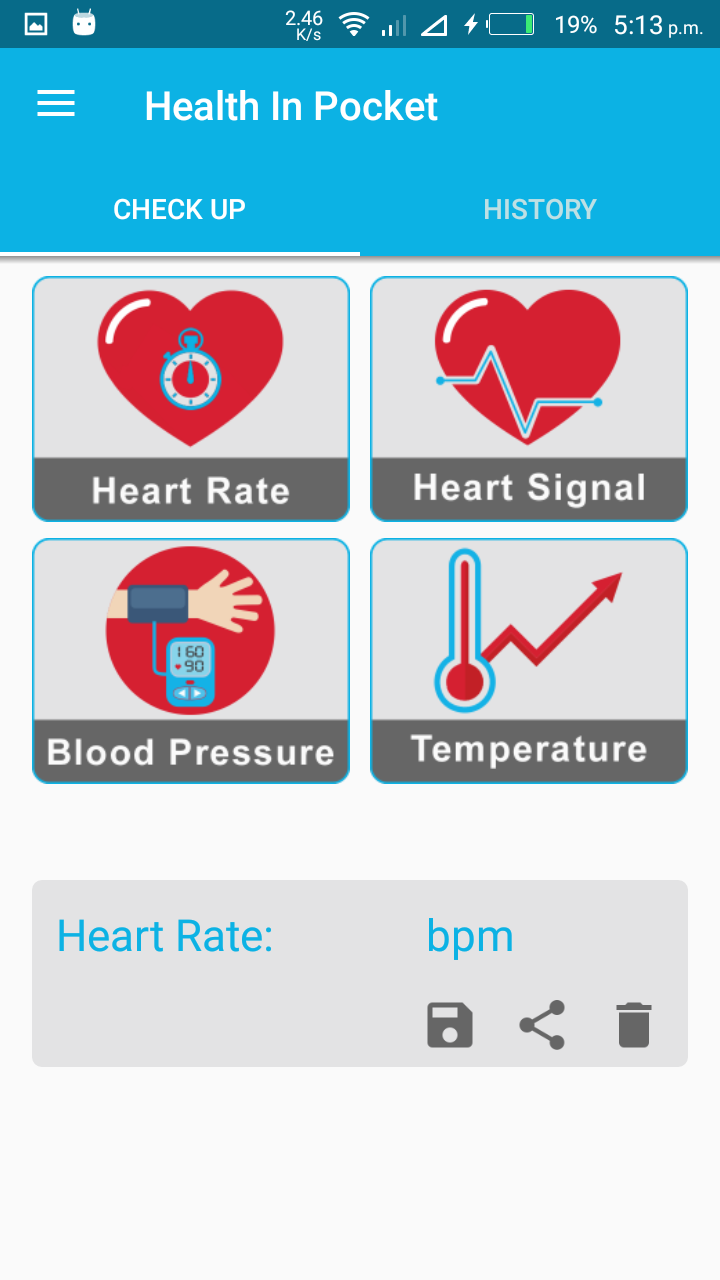 2.46 K/s 19% 5:13 p.m.
Health In Pocket
CHECK UP HISTORY
Heart Rate Heart Signal
160
90
Blood Pressure Temperature
Heart Rate: bpm